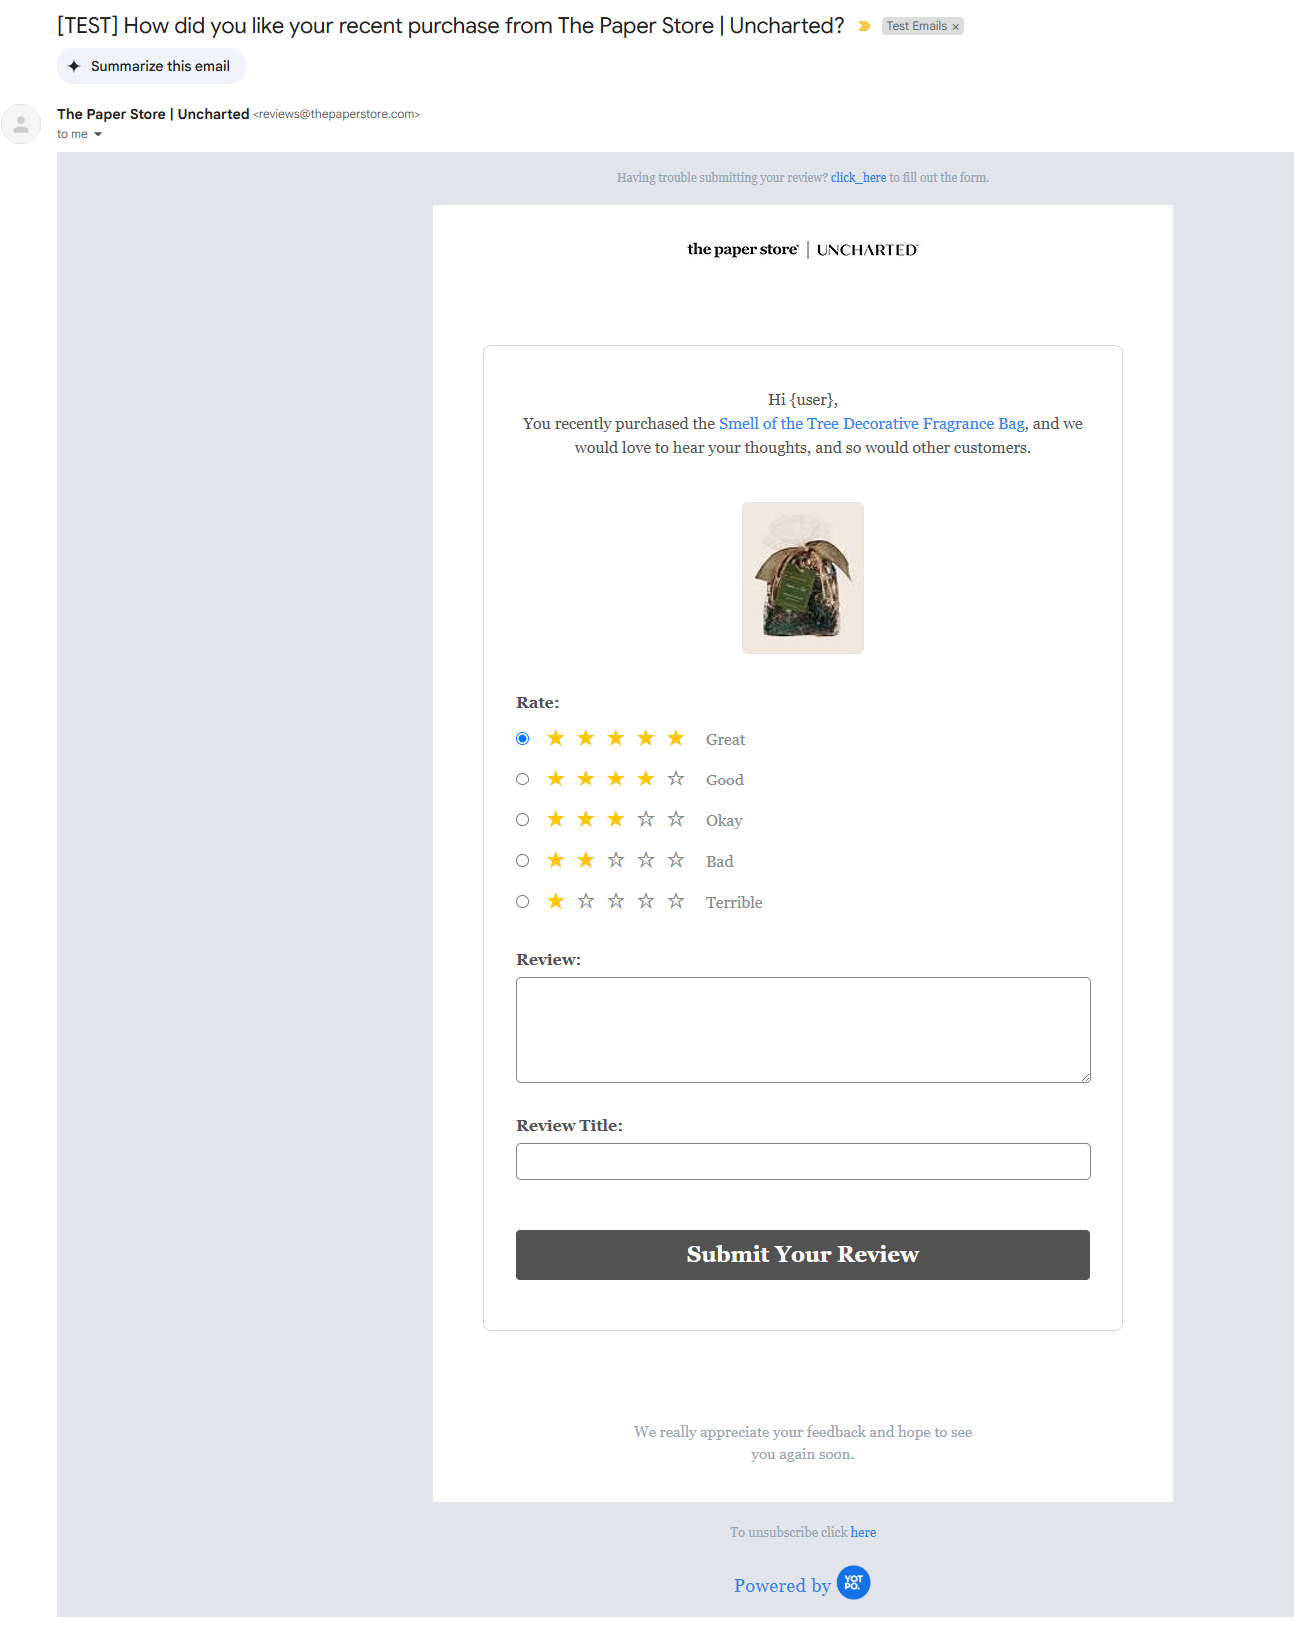 [TEST] How did you like your recent purchase from The Paper Store | Uncharted?
Test Emails ×
Summarize this email
The Paper Store | Uncharted <reviews@thepaperstore.com>
to me
Having trouble submitting your review? click_here to fill out the form.
the paper store | UNCHARTED
Hi {user},
You recently purchased the Smell of the Tree Decorative Fragrance Bag, and we
would love to hear your thoughts, and so would other customers.
Rate:
Great
Good
Okay
Bad
Terrible
Review:
Review Title:
Submit Your Review
We really appreciate your feedback and hope to see
you again soon.
To unsubscribe click here
Powered by YOTPO.